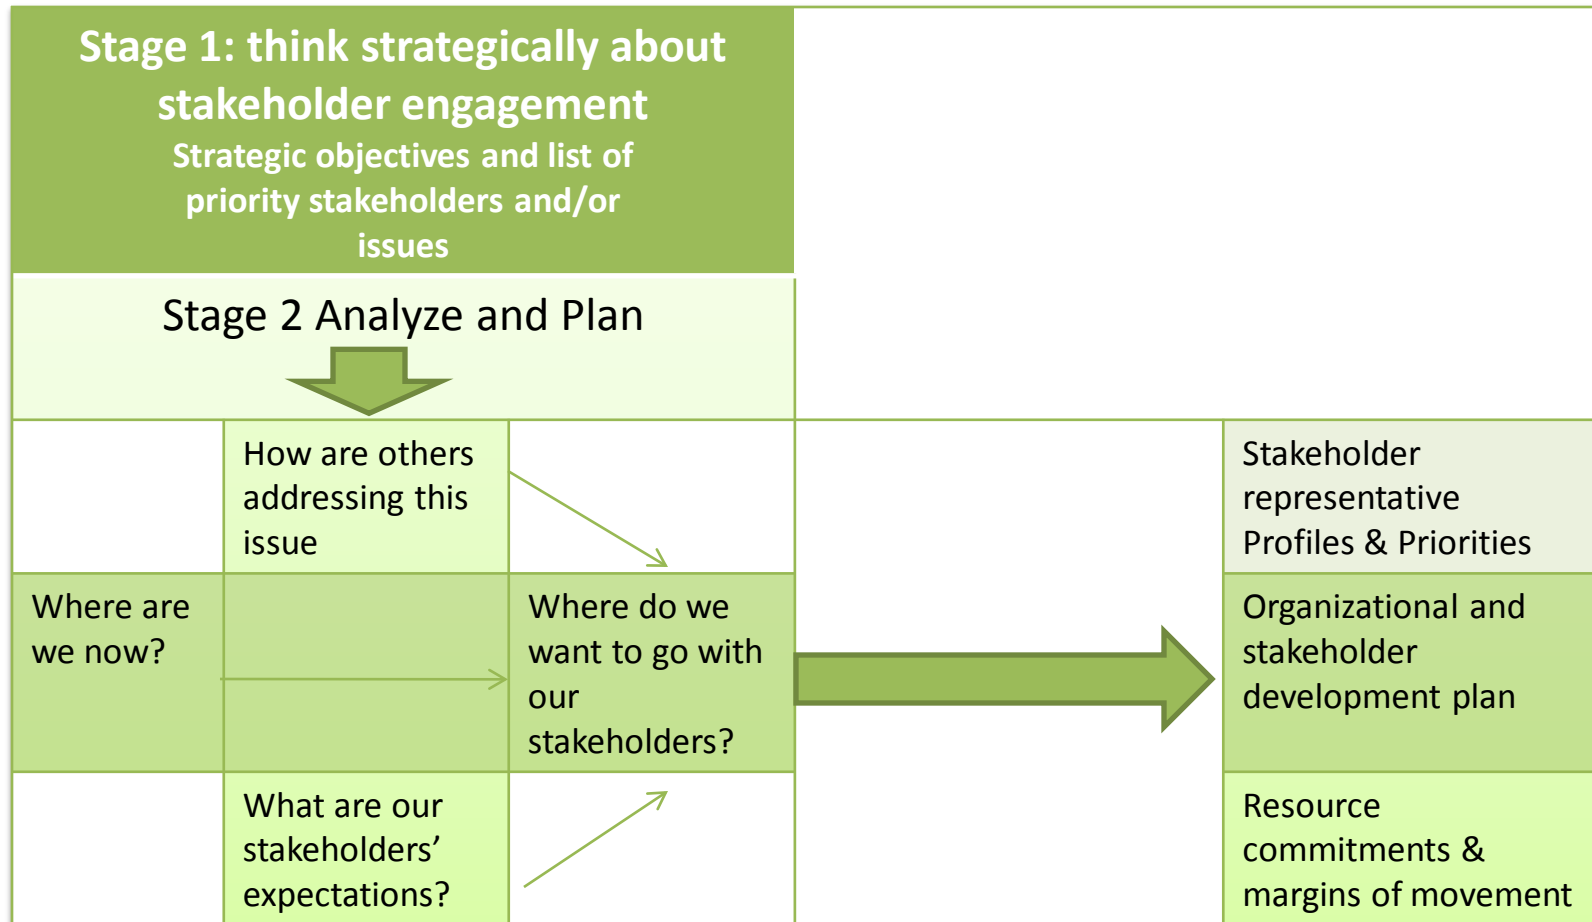 Stage 1: think strategically about
stakeholder engagement
Strategic objectives and list of
priority stakeholders and/or
issues
Stage 2 Analyze and Plan
How are others
addressing this
issue
Stakeholder
representative
Profiles & Priorities
Where are
we now?
Where do we
want to go with
our
stakeholders?
Organizational and
stakeholder
development plan
What are our
stakeholders’
expectations?
Resource
commitments &
margins of movement